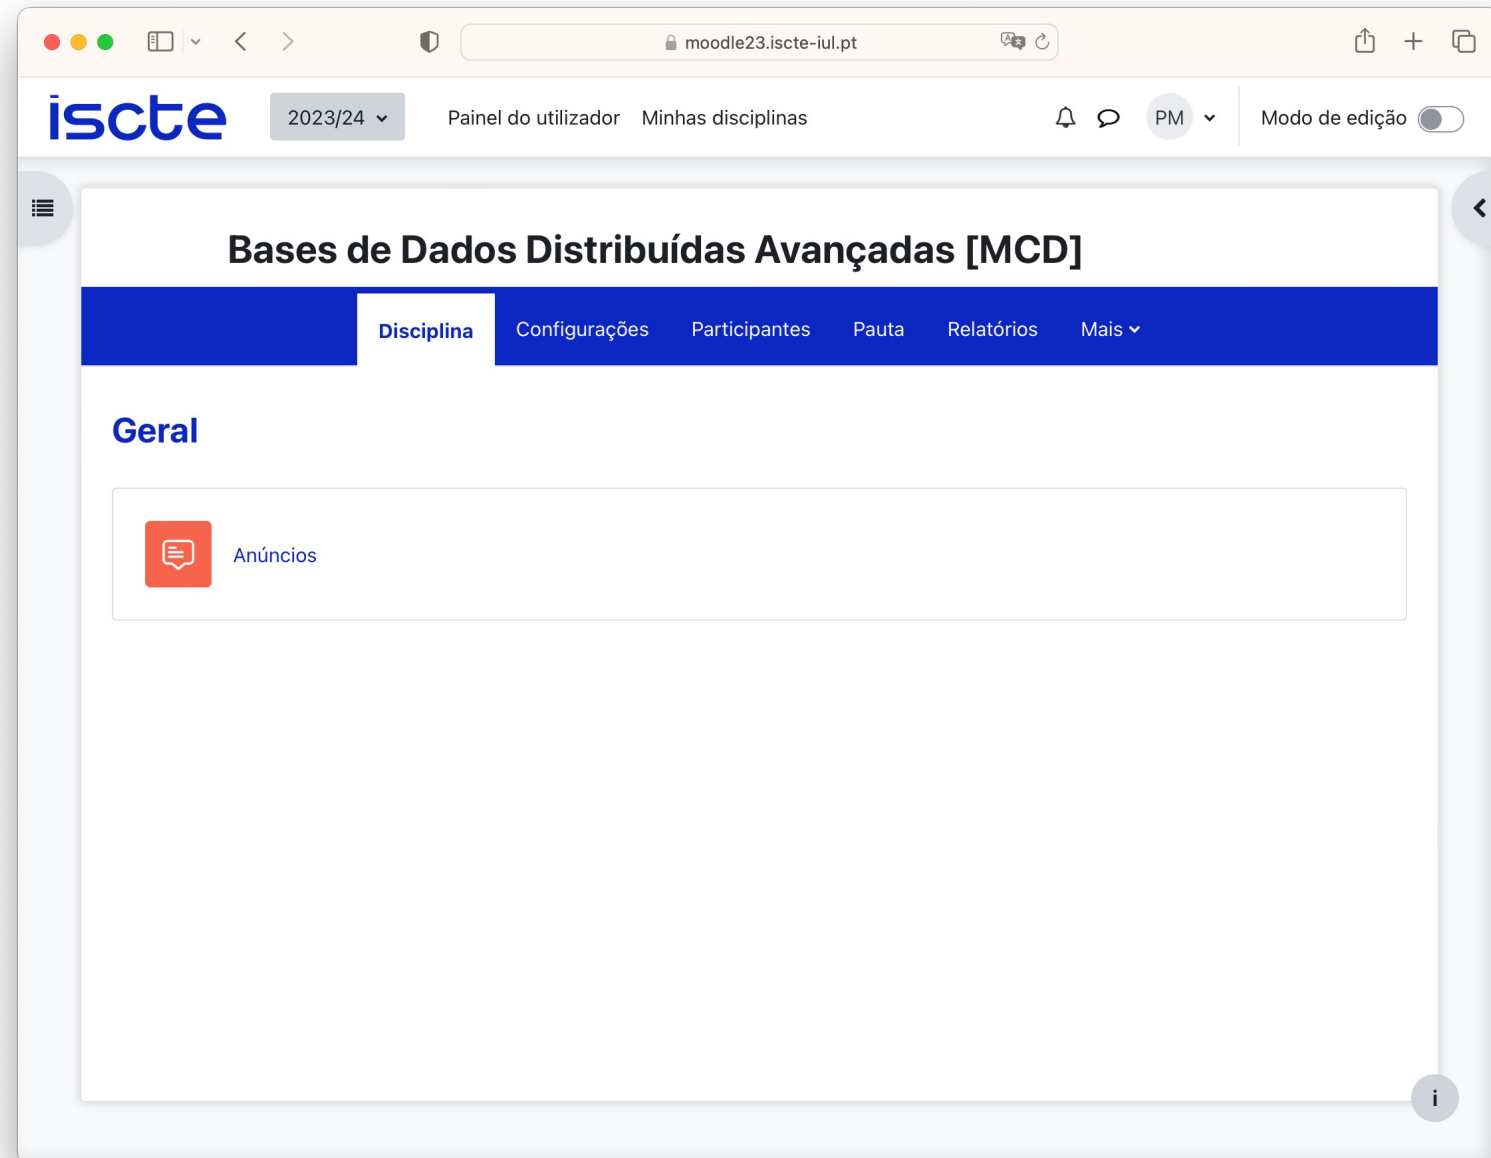 moodle23.iscte-iul.pt
iscte
2023/24
Painel do utilizador
Minhas disciplinas
PM
Modo de edição
Bases de Dados Distribuídas Avançadas [MCD]
Disciplina
Configurações
Participantes
Pauta
Relatórios
Mais
Geral
Anúncios
i